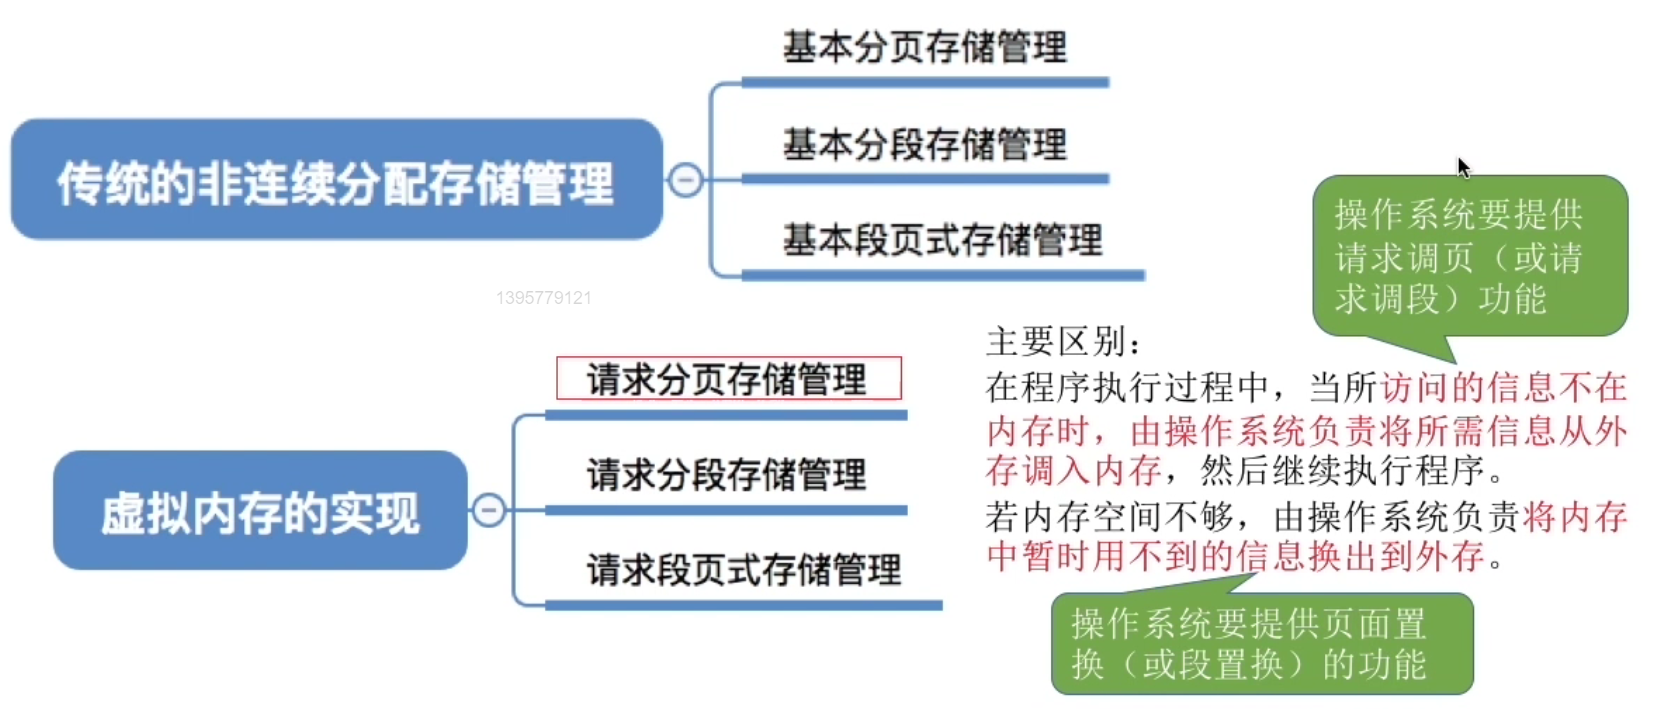 基本分页存储管理
基本分段存储管理
传统的非连续分配存储管理
基本段页式存储管理
操作系统要提供
请求调页（或请
求调段）功能
1395779121
请求分页存储管理
请求分段存储管理
虚拟内存的实现
请求段页式存储管理
主要区别：
在程序执行过程中，当所访问的信息不在
内存时，由操作系统负责将所需信息从外
存调入内存，然后继续执行程序。
若内存空间不够，由操作系统负责将内存
中暂时用不到的信息换出到外存。
操作系统要提供页面置
换（或段置换）的功能